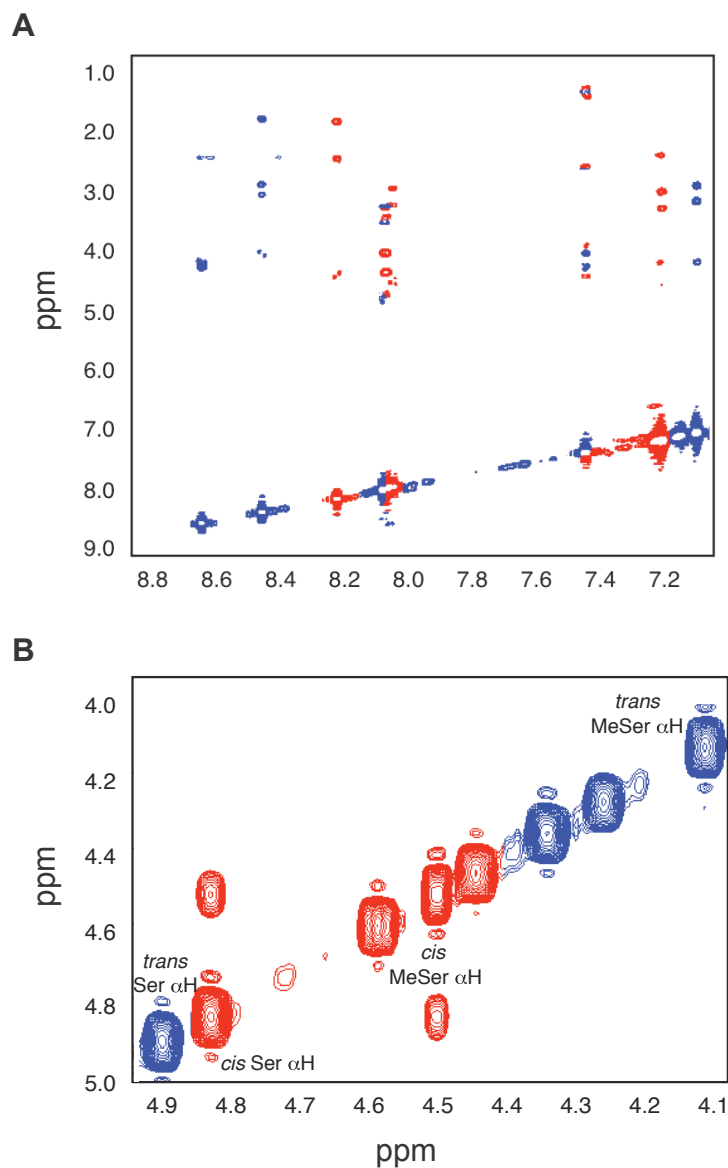 A
1.0
2.0
3.0
4.0
5.0
6.0
7.0
8.0
9.0
ppm
8.8 8.6 8.4 8.2 8.0 7.8 7.6 7.4 7.2
B
4.0
4.2
4.4
4.6
4.8
5.0
ppm
trans
MeSer αH
cis
MeSer αH
trans
Ser αH
cis Ser αH
4.9 4.8 4.7 4.6 4.5 4.4 4.3 4.2 4.1
ppm